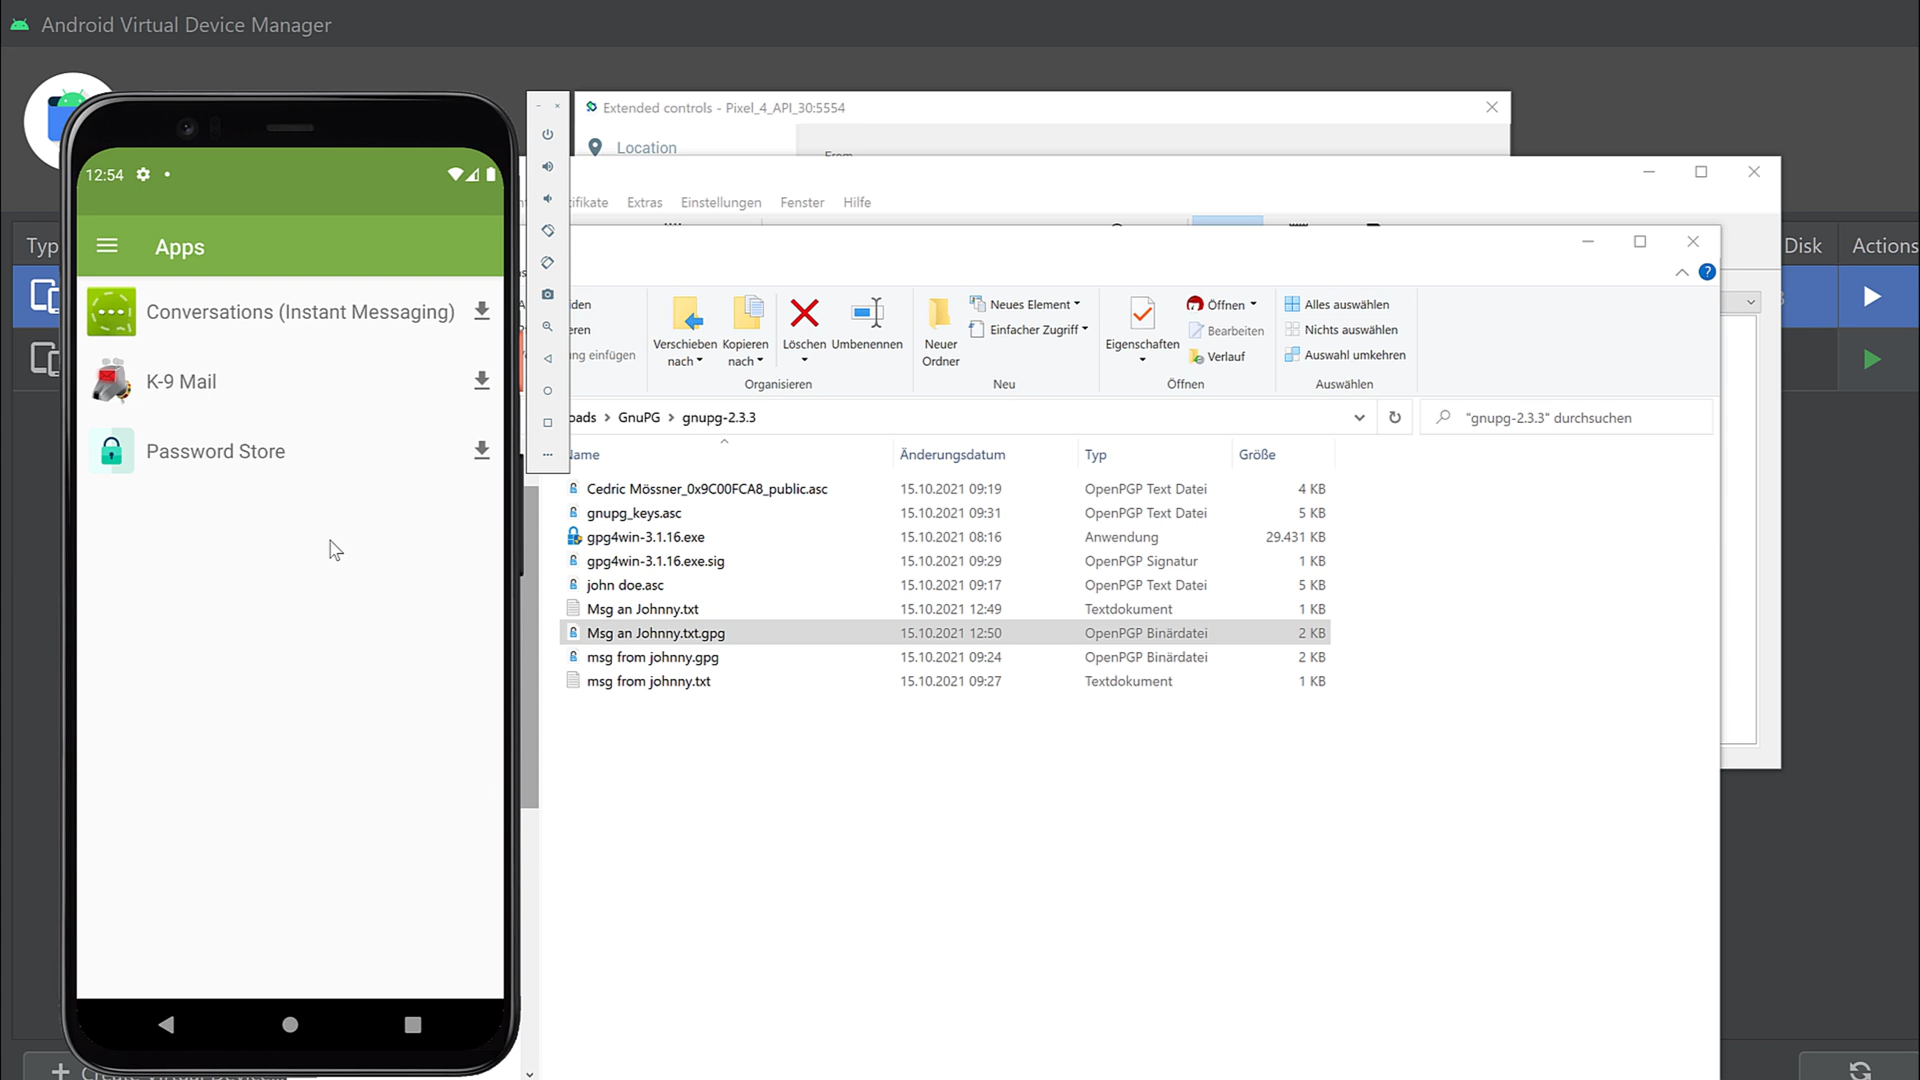 Android Virtual Device Manager
Extended controls - Pixel_4_API_30:5554
Location
From
12:54
Apps
Conversations (Instant Messaging)
K-9 Mail
Password Store
Extras
Einstellungen
Fenster
Hilfe
Disk
Actions
Verschieben nach
Kopieren nach
Löschen
Umbenennen
Organisieren
Neuer Ordner
Neues Element
Einfacher Zugriff
Neu
Eigenschaften
Öffnen
Bearbeiten
Verlauf
Öffnen
Alles auswählen
Nichts auswählen
Auswahl umkehren
Auswählen
GnuPG > gnupg-2.3.3
"gnupg-2.3.3" durchsuchen
Name Änderungsdatum Typ Größe
Cedric Mössner_0x9C00FCA8_public.asc 15.10.2021 09:19 OpenPGP Text Datei 4 KB
gnupg_keys.asc 15.10.2021 09:31 OpenPGP Text Datei 5 KB
gpg4win-3.1.16.exe 15.10.2021 08:16 Anwendung 29.431 KB
gpg4win-3.1.16.exe.sig 15.10.2021 09:29 OpenPGP Signatur 1 KB
john doe.asc 15.10.2021 09:17 OpenPGP Text Datei 5 KB
Msg an Johnny.txt 15.10.2021 12:49 Textdokument 1 KB
Msg an Johnny.txt.gpg 15.10.2021 12:50 OpenPGP Binärdatei 2 KB
msg from johnny.gpg 15.10.2021 09:24 OpenPGP Binärdatei 2 KB
msg from johnny.txt 15.10.2021 09:27 Textdokument 1 KB